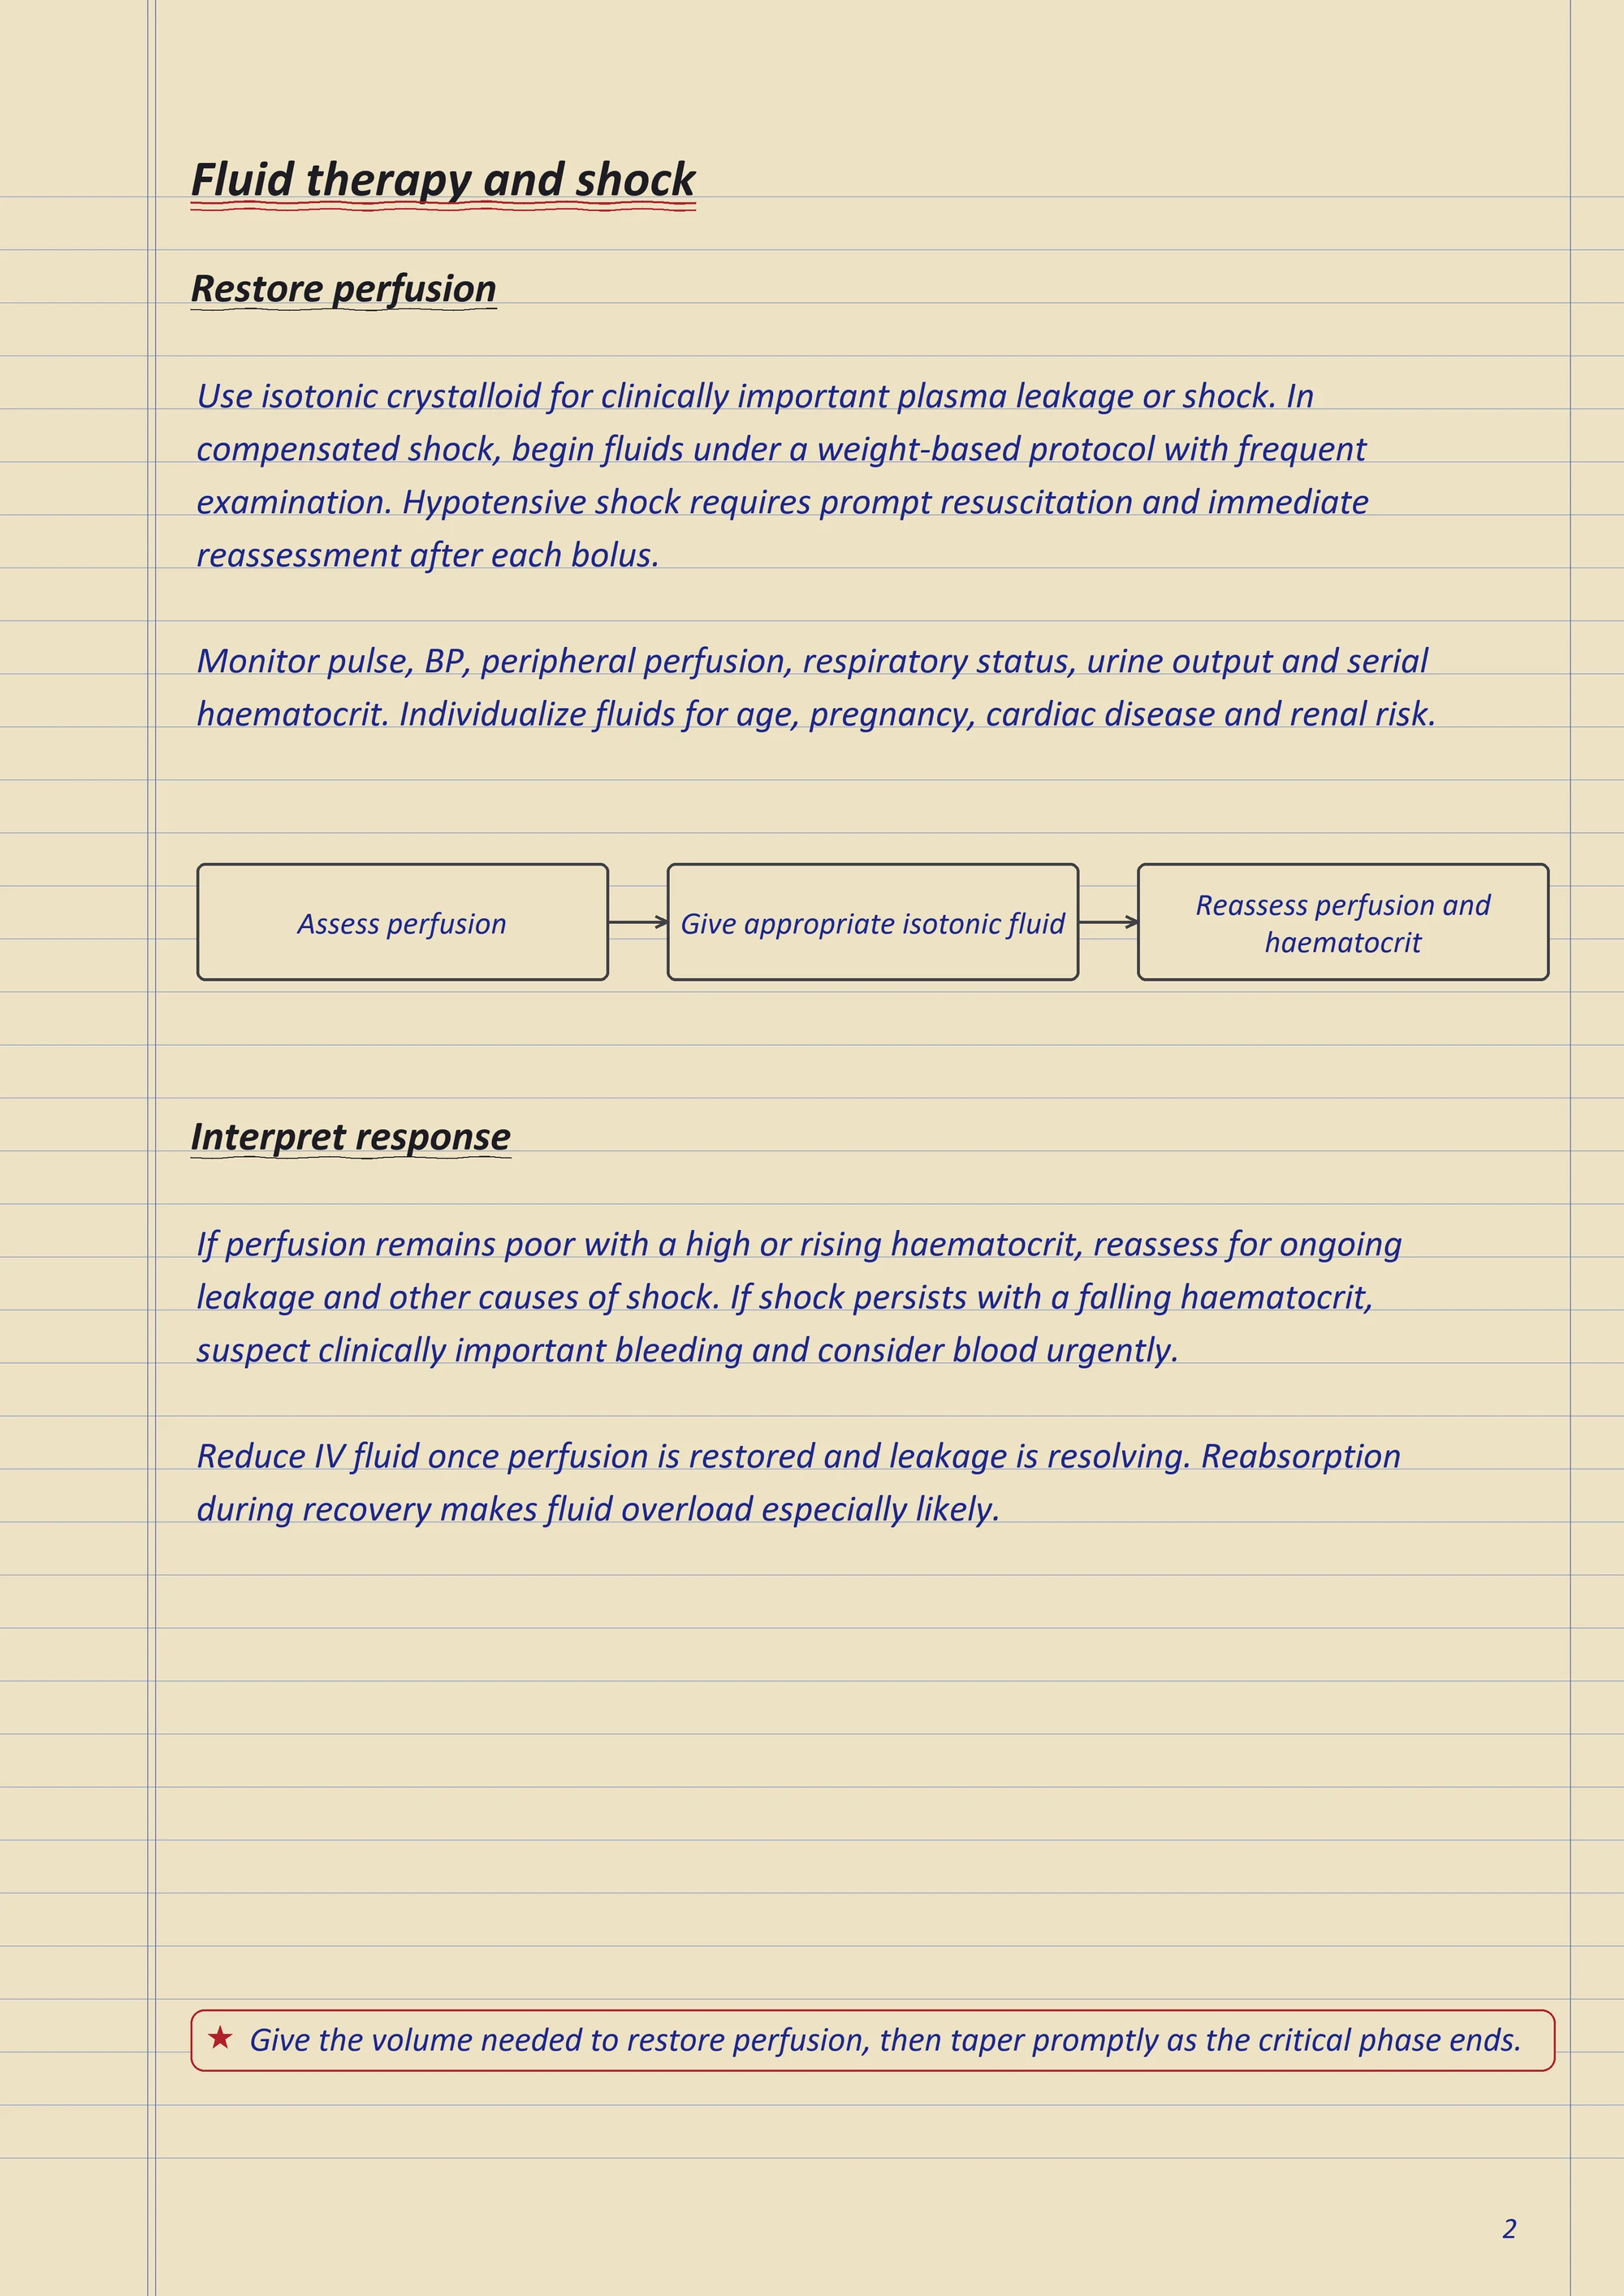 Fluid therapy and shock
Restore perfusion
Use isotonic crystalloid for clinically important plasma leakage or shock. In
compensated shock, begin fluids under a weight-based protocol with frequent
examination. Hypotensive shock requires prompt resuscitation and immediate
reassessment after each bolus.
Monitor pulse, BP, peripheral perfusion, respiratory status, urine output and serial
haematocrit. Individualize fluids for age, pregnancy, cardiac disease and renal risk.
Assess perfusion
Give appropriate isotonic fluid
Reassess perfusion and
haematocrit
Interpret response
If perfusion remains poor with a high or rising haematocrit, reassess for ongoing
leakage and other causes of shock. If shock persists with a falling haematocrit,
suspect clinically important bleeding and consider blood urgently.
Reduce IV fluid once perfusion is restored and leakage is resolving. Reabsorption
during recovery makes fluid overload especially likely.
★ Give the volume needed to restore perfusion, then taper promptly as the critical phase ends.
2